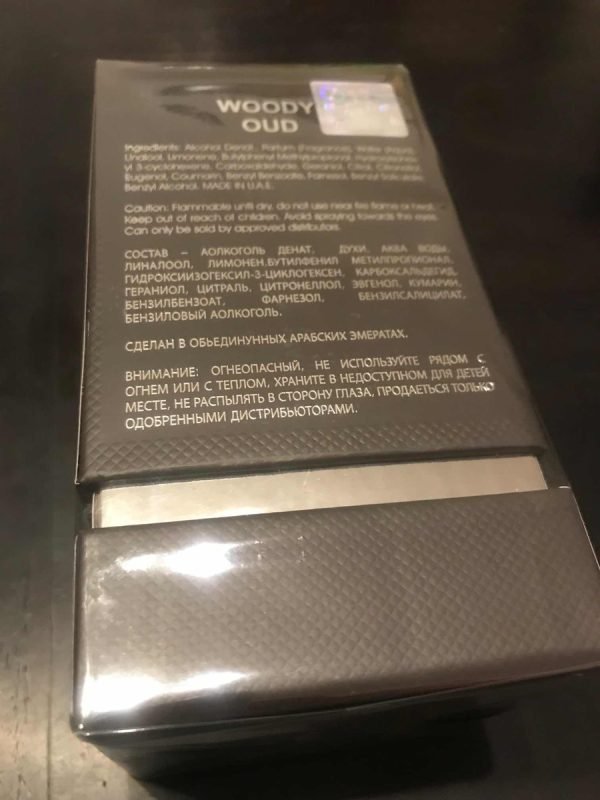 WOODY
OUD
Ingredients: Alcohol Denat., Parfum (Fragrance), Water (Aqua),
Linalool, Limonene, Butylphenyl Methylpropional, Hydroxyisohex-
yl 3-cyclohexene, Carboxaldehyde, Geraniol, Citral, Citronellol,
Eugenol, Coumarin, Benzyl Benzoate, Farnesol, Benzyl Salicylate,
Benzyl Alcohol. MADE IN U.A.E.
Caution: Flammable until dry, do not use near fire flame or heat.
Keep out of reach of children. Avoid spraying towards the eyes.
Can only be sold by approved distributors.
СОСТАВ – АОЛКОГОЛЬ ДЕНАТ, ДУХИ, АКВА ВОДЫ,
ЛИНАЛООЛ, ЛИМОНЕН.БУТИЛФЕНИЛ МЕТИЛПРОПИОНАЛ,
ГИДРОКСИИЗОГЕКСИЛ-3-ЦИКЛОГЕКСЕН, КАРБОКСАЛЬДЕГИД,
ГЕРАНИОЛ, ЦИТРАЛЬ, ЦИТРОНЕЛЛОЛ, ЭВГЕНОЛ, КУМАРИН,
БЕНЗИЛБЕНЗОАТ, ФАРНЕЗОЛ, БЕНЗИЛСАЛИЦИЛАТ,
БЕНЗИЛОВЫЙ АОЛКОГОЛЬ.
СДЕЛАН В ОБЬЕДИНУННЫХ АРАБСКИХ ЭМЕРАТАХ.
ВНИМАНИЕ: ОГНЕОПАСНЫЙ, НЕ ИСПОЛЬЗУЙТЕ РЯДОМ С
ОГНЕМ ИЛИ С ТЕПЛОМ, ХРАНИТЕ В НЕДОСТУПНОМ ДЛЯ ДЕТЕЙ
МЕСТЕ, НЕ РАСПЫЛЯТЬ В СТОРОНУ ГЛАЗА, ПРОДАЕТЬСЯ ТОЛЬКО
ОДОБРЕННЫМИ ДИСТРИБЬЮТОРАМИ.